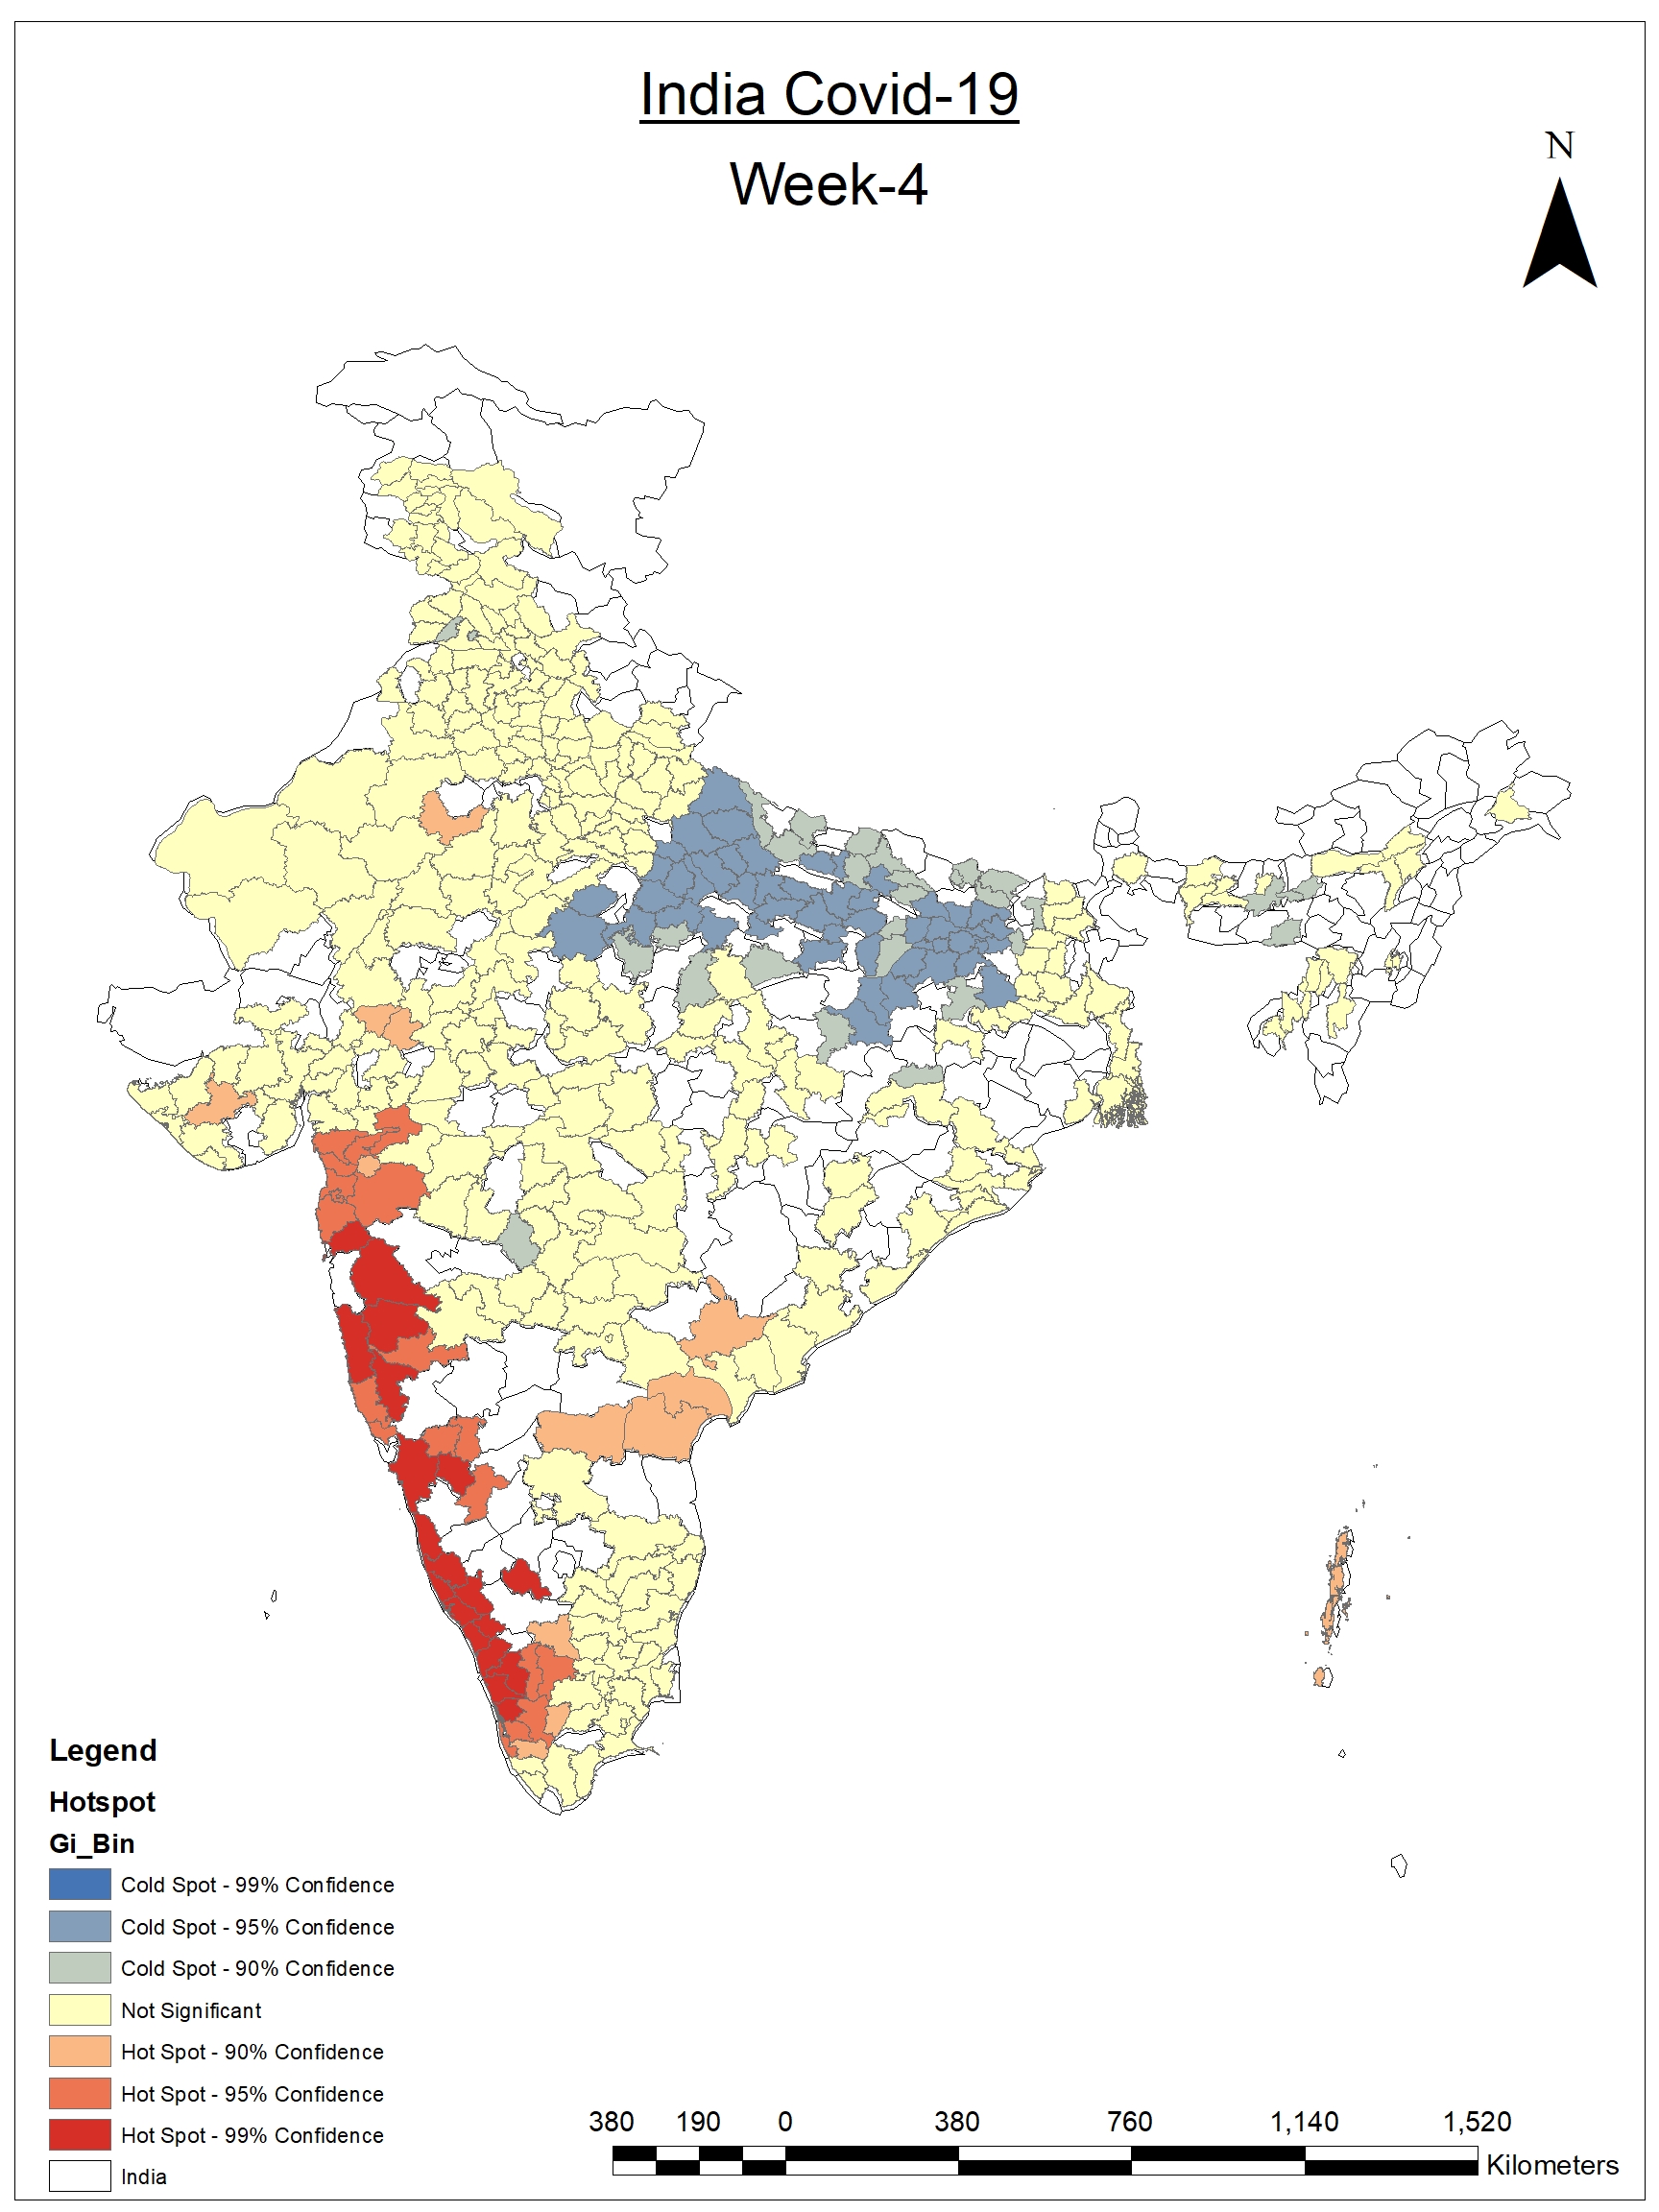 India Covid-19
Week-4
N
Legend
Hotspot
Gi_Bin
Cold Spot - 99% Confidence
Cold Spot - 95% Confidence
Cold Spot - 90% Confidence
Not Significant
Hot Spot - 90% Confidence
Hot Spot - 95% Confidence
Hot Spot - 99% Confidence
India
380 190 0 380 760 1,140 1,520
Kilometers